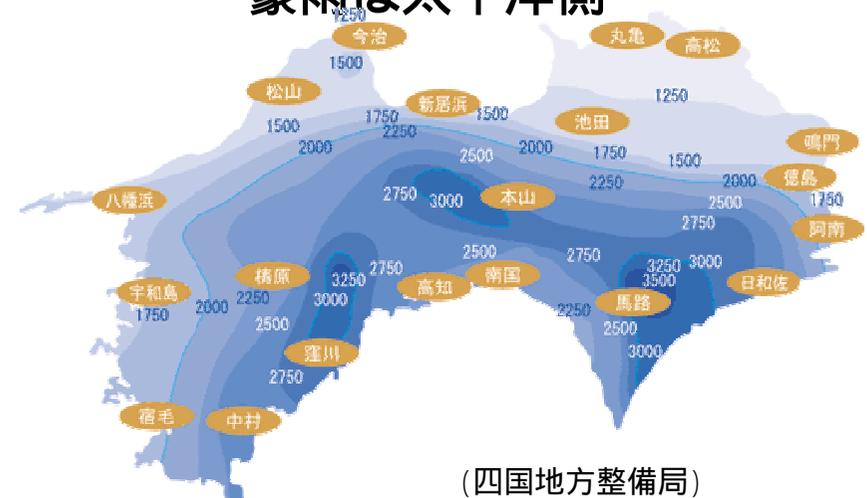 豪雨は太平洋側
1250
今治
丸亀
高松
1500
松山
1250
新居浜
1750
1500
池田
1500
2250
鳴門
2000
2500
2000
1750
1500
2250
2000
徳島
八幡浜
2750
3000
本山
2500
1750
2750
阿南
2500
2750
3250
3000
梼原
3250
2750
高知
南国
3500
日和佐
宇和島
2000
2250
3000
馬路
1750
2250
2500
2500
窪川
3000
2750
宿毛
中村
(四国地方整備局)